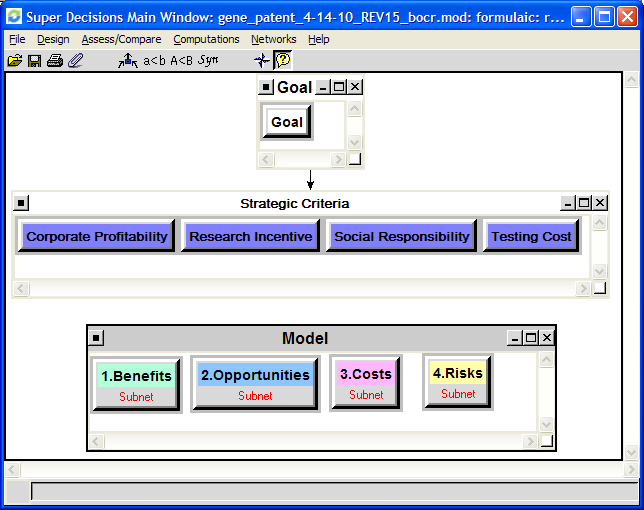 Super Decisions Main Window: gene_patent_4-14-10_REV15_bocr.mod: formulaic: r...
File Design Assess/Compare Computations Networks Help
a<b A<B Syn ?
Goal
Goal
Strategic Criteria
Corporate Profitability Research Incentive Social Responsibility Testing Cost
Model
1.Benefits 2.Opportunities 3.Costs 4.Risks
Subnet Subnet Subnet Subnet